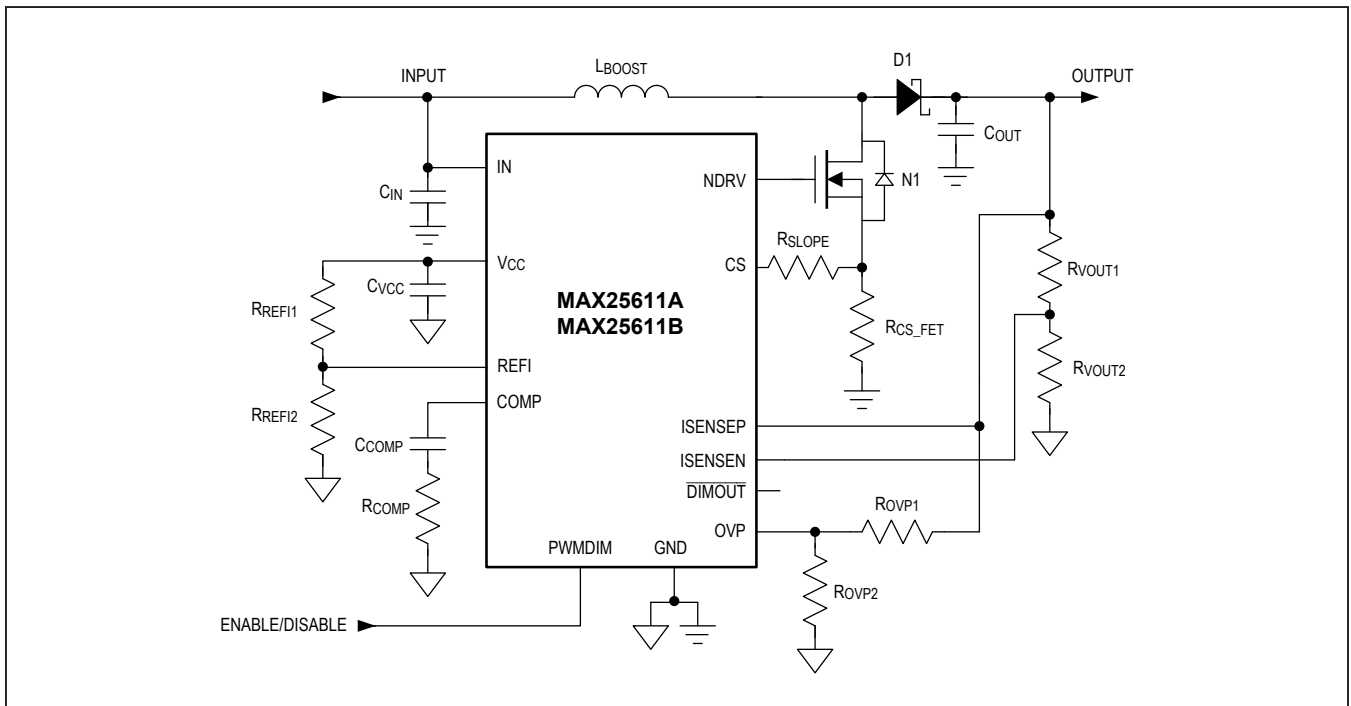 INPUT
LBOOST
D1
OUTPUT
COUT
IN
NDRV
N1
CIN
RSLOPE
VCC
CS
RVOUT1
CVCC
MAX25611A
MAX25611B
RREFI1
RCS_FET
REFI
RVOUT2
RREFI2
COMP
ISENSEP
CCOMP
ISENSEN
DIMOUT
RCOMP
ROVP1
OVP
PWMDIM
GND
ROVP2
ENABLE/DISABLE